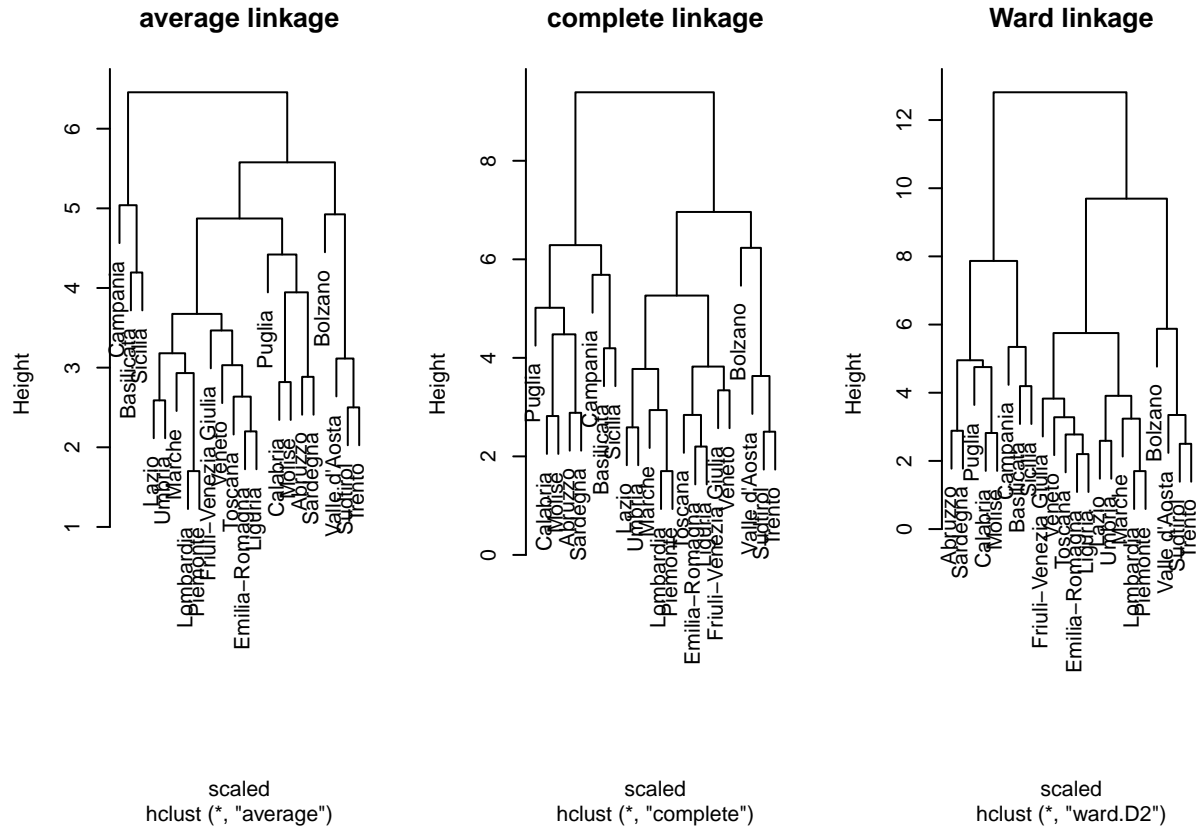 average linkage
Height
1
2
3
4
5
6
Campania
Basilicata
Sicilia
Lazio
Umbria
Marche
Lombardia
Piemonte
Friuli−Venezia Giulia
Veneto
Toscana
Emilia−Romagna
Liguria
Puglia
Calabria
Molise
Abruzzo
Sardegna
Bolzano
Valle d'Aosta
Sudtirol
Trento
scaled
hclust (*, "average")
complete linkage
Height
0
2
4
6
8
Puglia
Calabria
Molise
Abruzzo
Sardegna
Campania
Basilicata
Sicilia
Lazio
Umbria
Marche
Lombardia
Piemonte
Toscana
Emilia−Romagna
Liguria
Friuli−Venezia Giulia
Veneto
Bolzano
Valle d'Aosta
Sudtirol
Trento
scaled
hclust (*, "complete")
Ward linkage
Height
0
2
4
6
8
10
12
Abruzzo
Sardegna
Puglia
Calabria
Molise
Campania
Basilicata
Sicilia
Friuli−Venezia Giulia
Veneto
Toscana
Emilia−Romagna
Liguria
Lazio
Umbria
Marche
Lombardia
Piemonte
Bolzano
Valle d'Aosta
Sudtirol
Trento
scaled
hclust (*, "ward.D2")